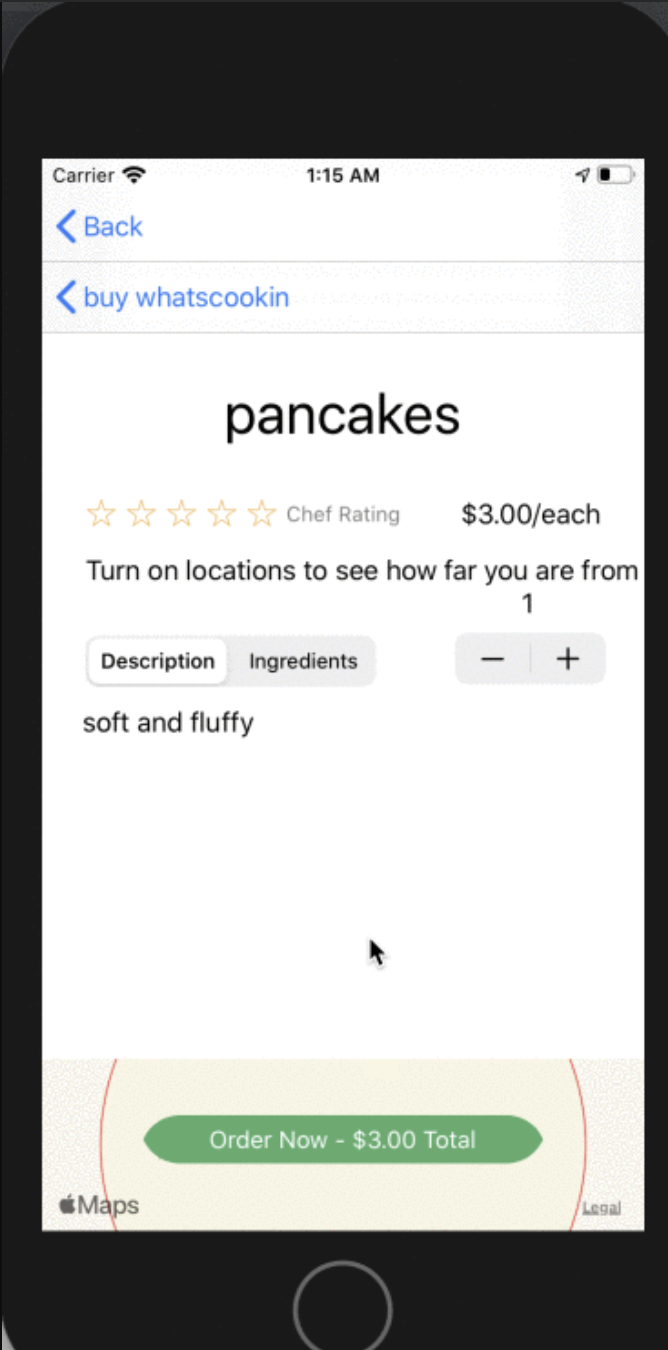 Carrier 1:15 AM
Back
buy whatscookin
pancakes
Chef Rating $3.00/each
Turn on locations to see how far you are from
1
Description Ingredients
soft and fluffy
Order Now - $3.00 Total
Maps Legal